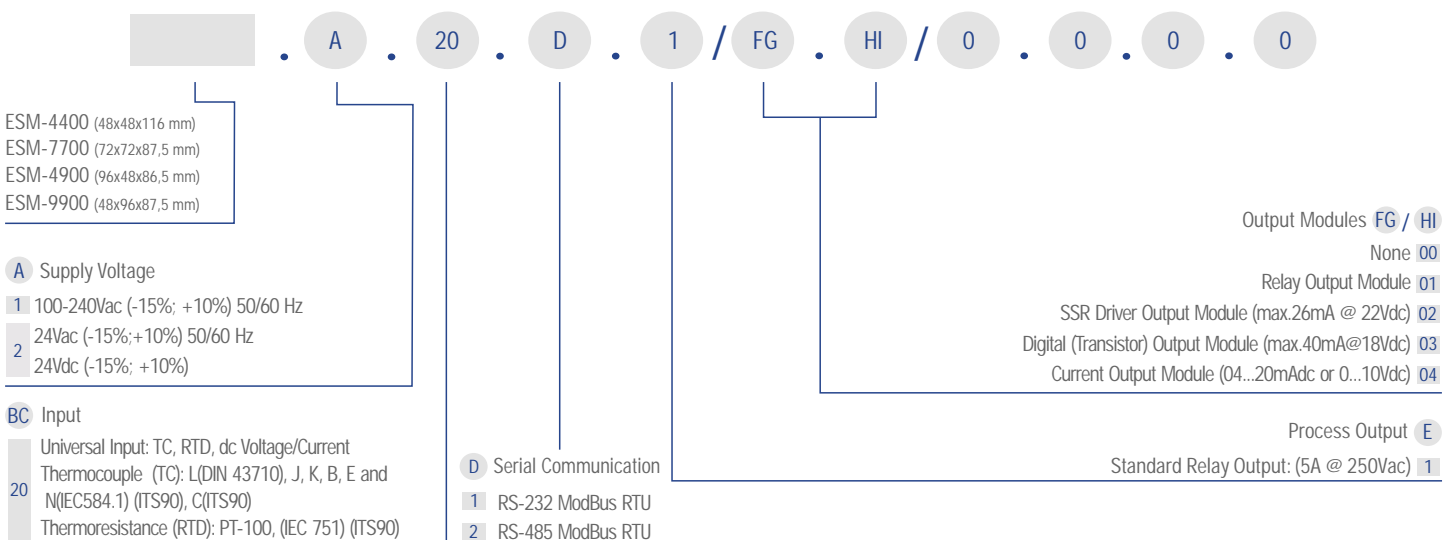 . A . 20 . D . 1 / FG . HI / 0 . 0 . 0 . 0
ESM-4400 (48x48x116 mm)
ESM-7700 (72x72x87,5 mm)
ESM-4900 (96x48x86,5 mm)
ESM-9900 (48x96x87,5 mm)
A Supply Voltage
1 100-240Vac (-15%; +10%) 50/60 Hz
2 24Vac (-15%;+10%) 50/60 Hz
24Vdc (-15%; +10%)
BC Input
20 Universal Input: TC, RTD, dc Voltage/Current
Thermocouple (TC): L(DIN 43710), J, K, B, E and
N(IEC584.1) (ITS90), C(ITS90)
Thermoresistance (RTD): PT-100, (IEC 751) (ITS90)
D Serial Communication
1 RS-232 ModBus RTU
2 RS-485 ModBus RTU
Output Modules FG / HI
None 00
Relay Output Module 01
SSR Driver Output Module (max.26mA @ 22Vdc) 02
Digital (Transistor) Output Module (max.40mA@18Vdc) 03
Current Output Module (04...20mAdc or 0...10Vdc) 04
Process Output E
Standard Relay Output: (5A @ 250Vac) 1